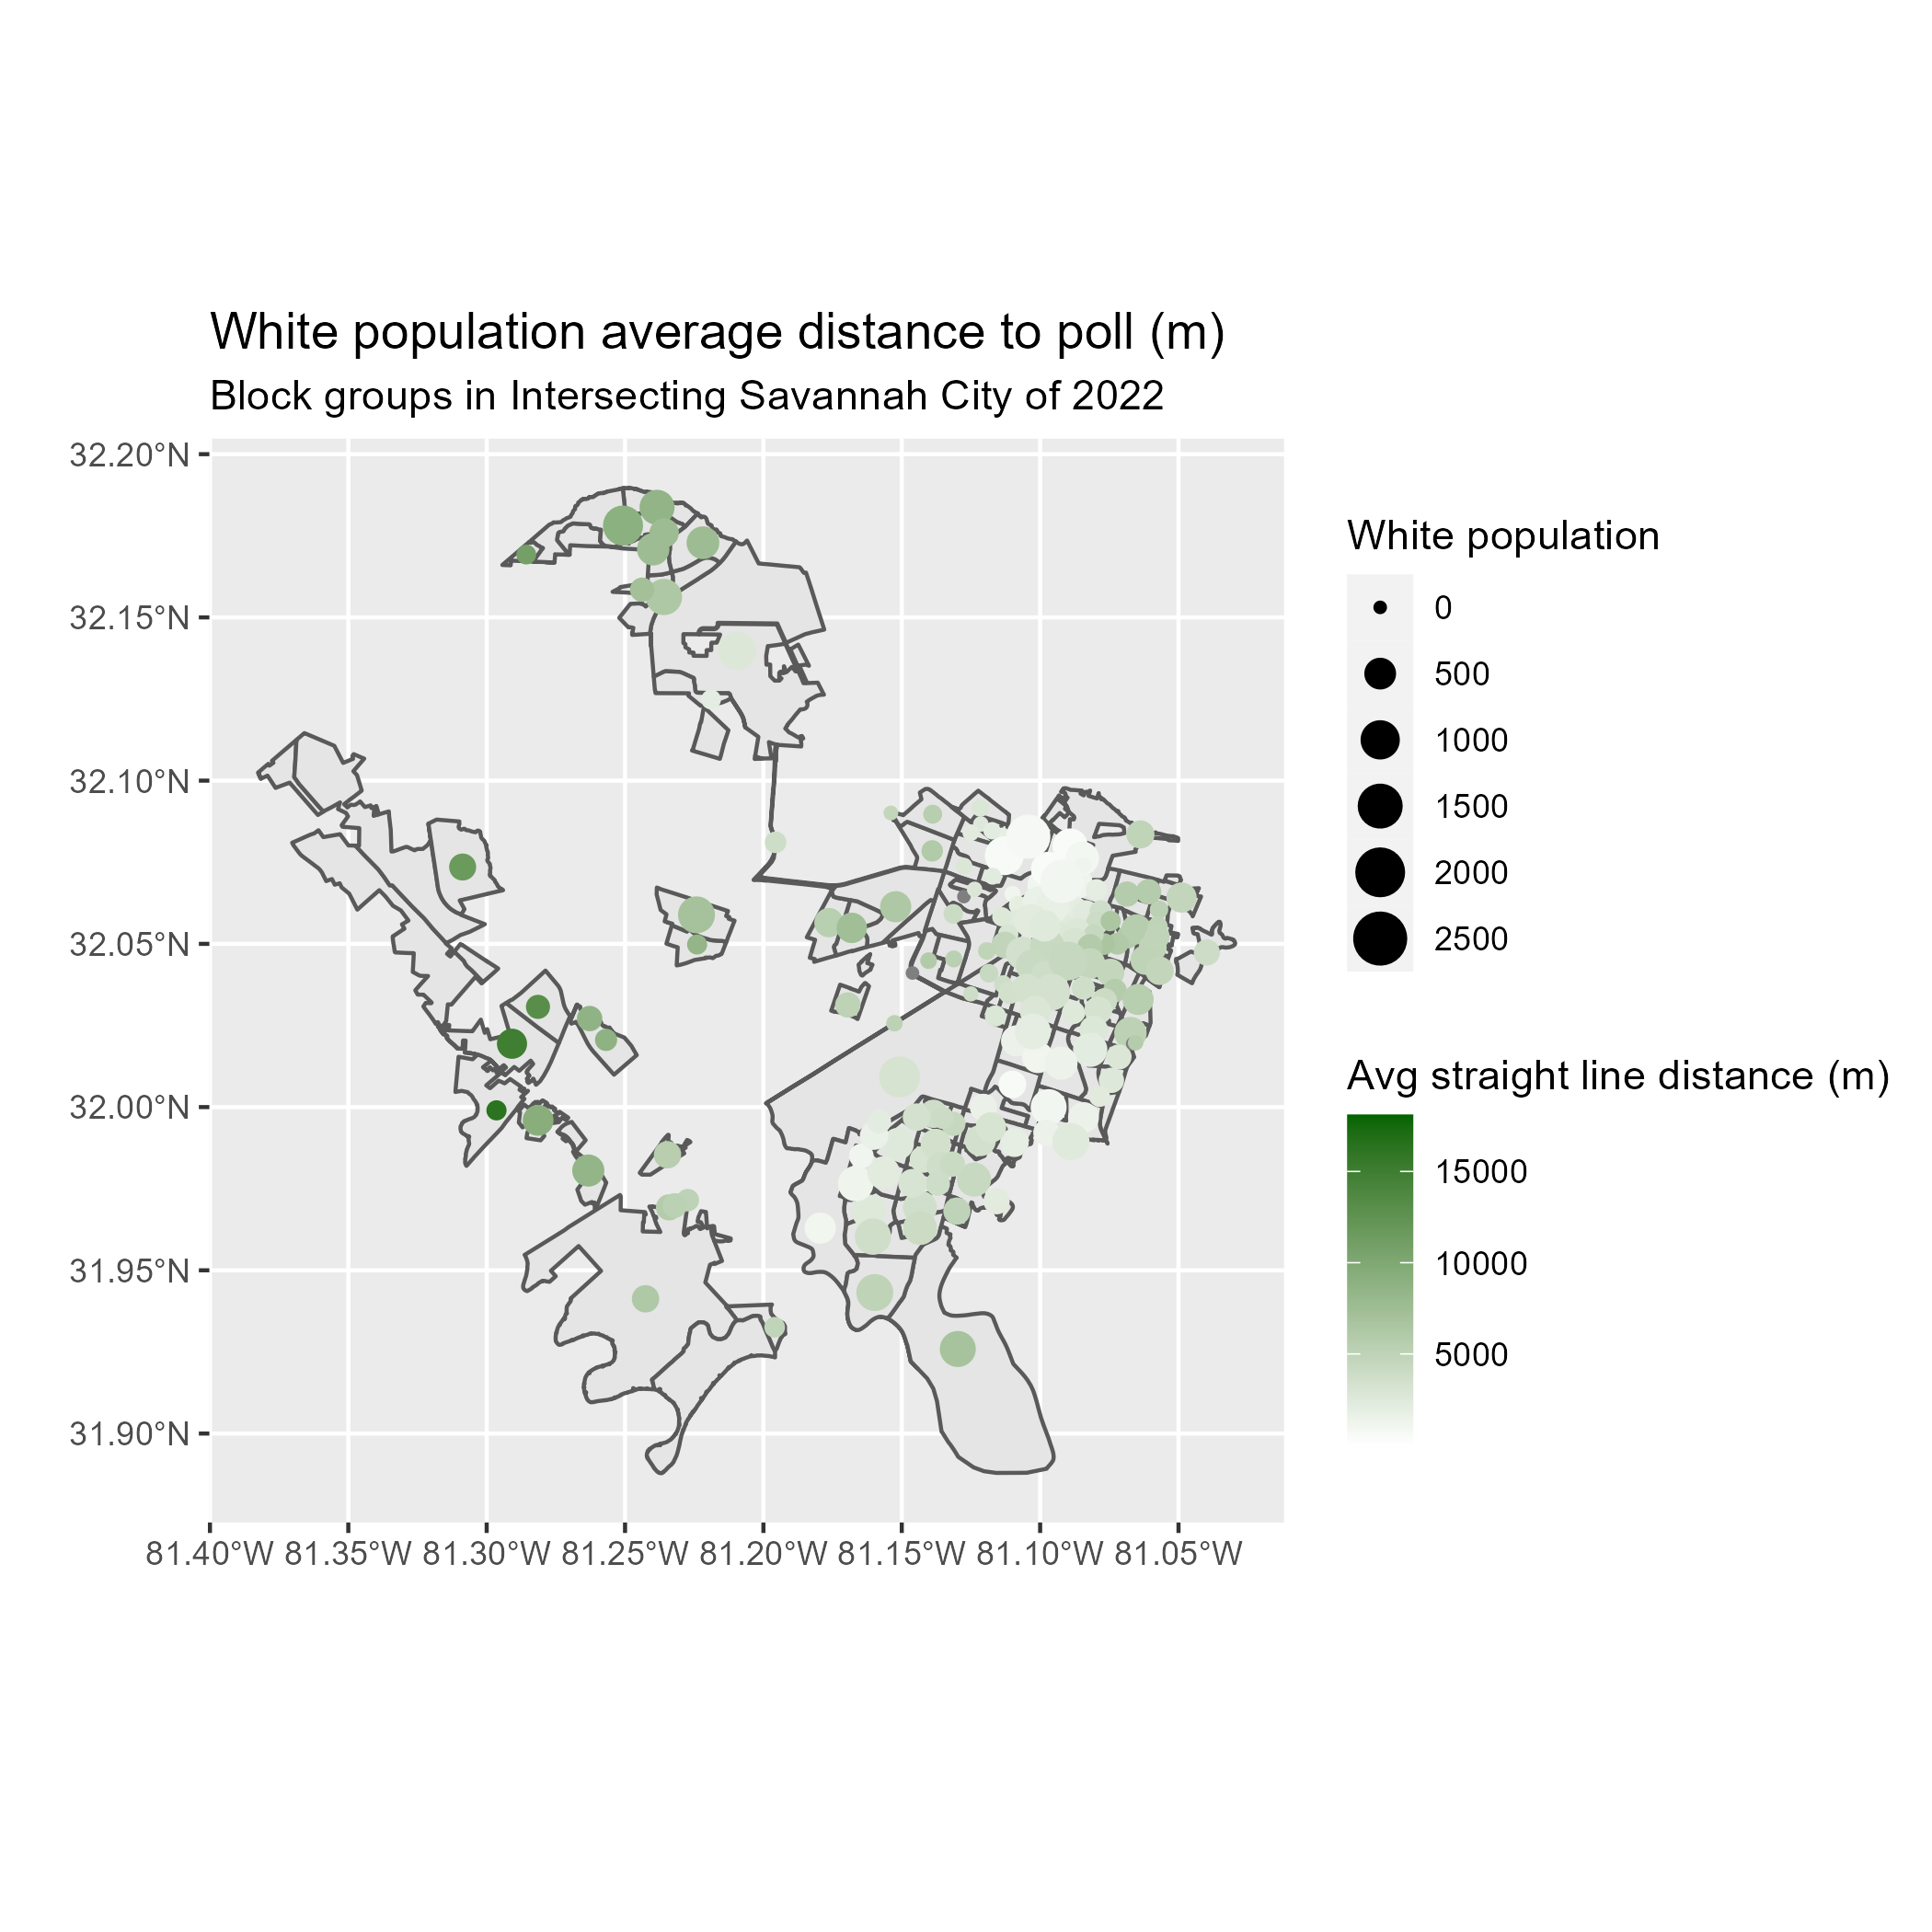 White population average distance to poll (m)
Block groups in Intersecting Savannah City of 2022
32.20°N
32.15°N
32.10°N
32.05°N
32.00°N
31.95°N
31.90°N
81.40°W 81.35°W 81.30°W 81.25°W 81.20°W 81.15°W 81.10°W 81.05°W
White population
0
500
1000
1500
2000
2500
Avg straight line distance (m)
15000
10000
5000